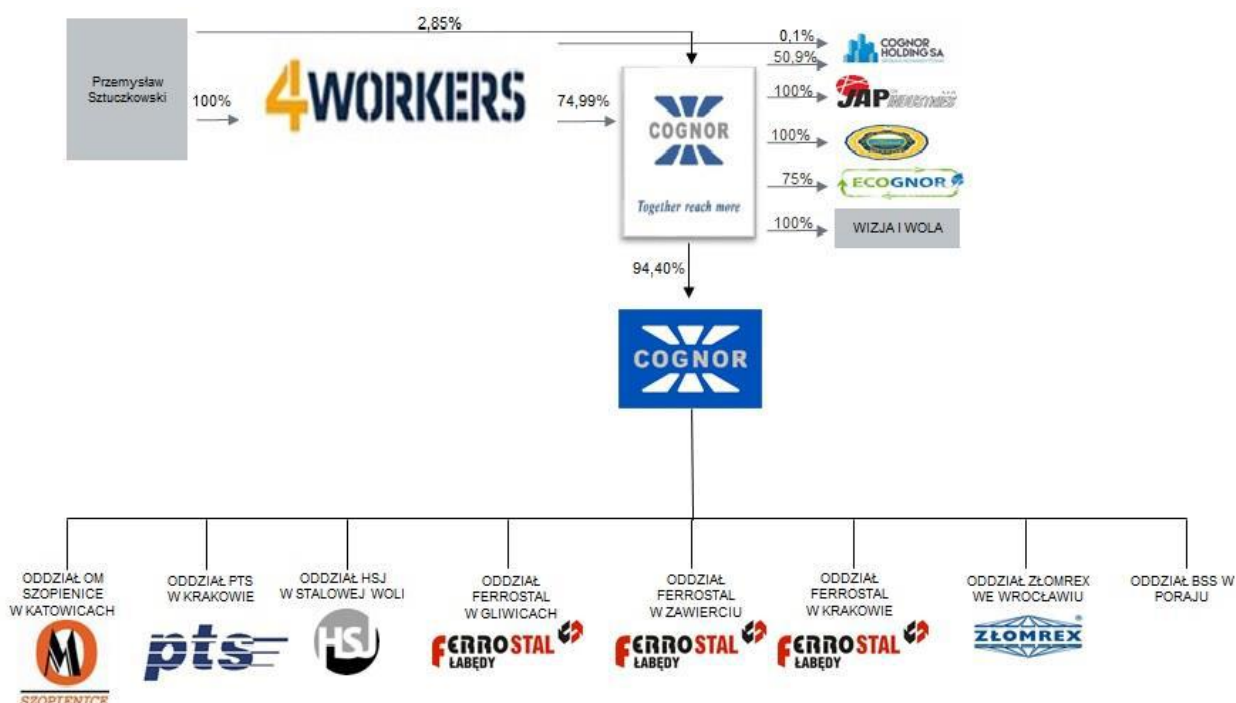 2,85%
0,1%
COGNOR
HOLDING SA
50,9%
Przemysław
Sztuczkowski
100%
4WORKERS
74,99%
COGNOR
Together reach more
100%
JAP INDUSTRIES
100%
75%
ECOGNOR
100%
WIZJA I WOLA
94,40%
COGNOR
ODDZIAŁ OM
SZOPIENICE
W KATOWICACH
M
SZOPIENICE
ODDZIAŁ PTS
W KRAKOWIE
pts
ODDZIAŁ HSJ
W STALOWEJ WOLI
HSJ
ODDZIAŁ
FERROSTAL
W GLIWICACH
FERROSTAL
ŁABĘDY
ODDZIAŁ
FERROSTAL
W ZAWIERCIU
FERROSTAL
ŁABĘDY
ODDZIAŁ
FERROSTAL
W KRAKOWIE
FERROSTAL
ŁABĘDY
ODDZIAŁ ZŁOMREX
WE WROCŁAWIU
ZŁOMREX
ODDZIAŁ BSS W
PORAJU